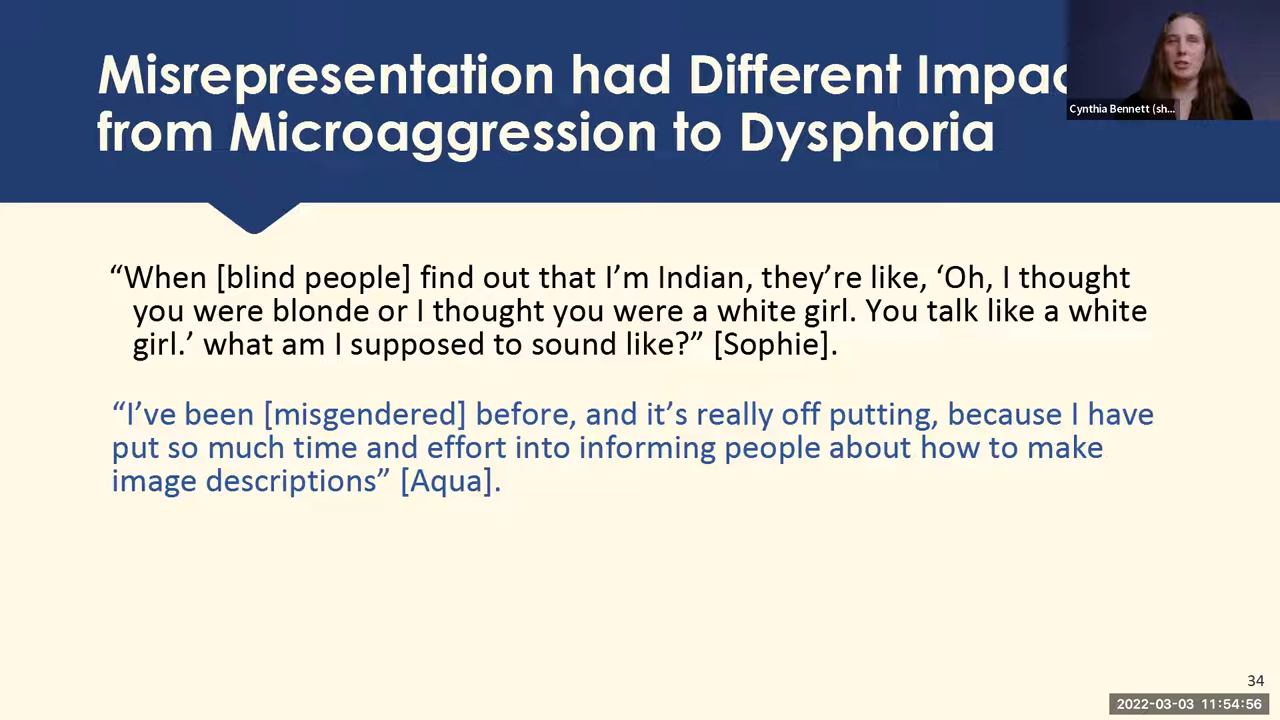 Misrepresentation had Different Impac
from Microaggression to Dysphoria
Cynthia Bennett (sh...
“When [blind people] find out that I’m Indian, they’re like, ‘Oh, I thought
you were blonde or I thought you were a white girl. You talk like a white
girl.’ what am I supposed to sound like?” [Sophie].
“I’ve been [misgendered] before, and it’s really off putting, because I have
put so much time and effort into informing people about how to make
image descriptions” [Aqua].
34
2022-03-03 11:54:56